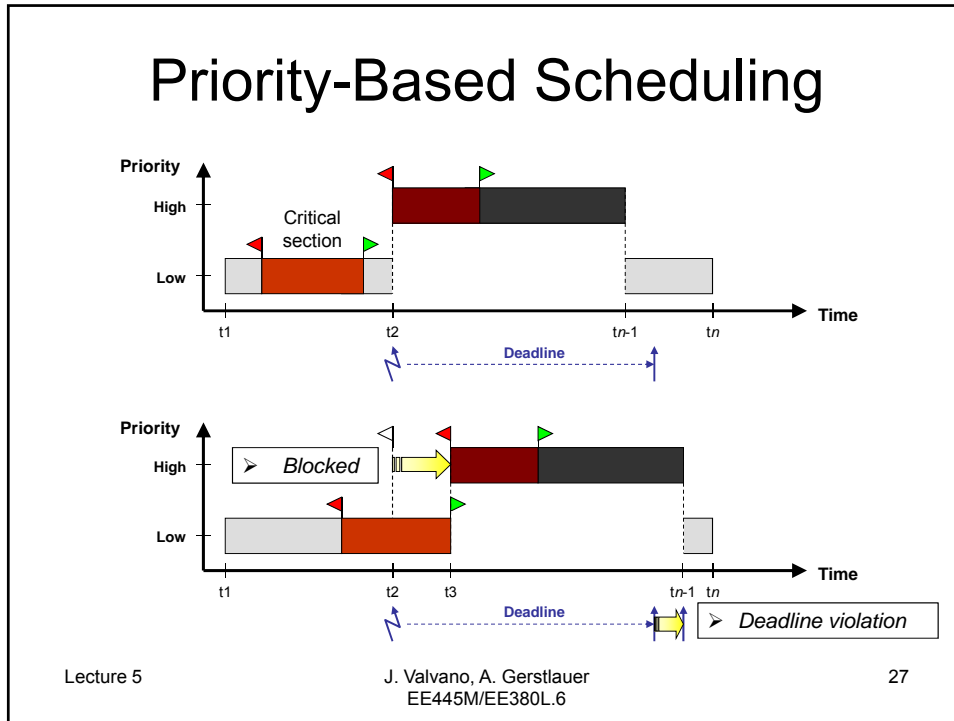 Priority-Based Scheduling
Priority
High
Critical
section
Low
t1
t2
tn-1
tn
Time
Deadline
Priority
➢ Blocked
High
Low
Time
t1
t2
t3
tn-1
tn
Deadline
➢ Deadline violation
Lecture 5
J. Valvano, A. Gerstlauer
EE445M/EE380L.6
27